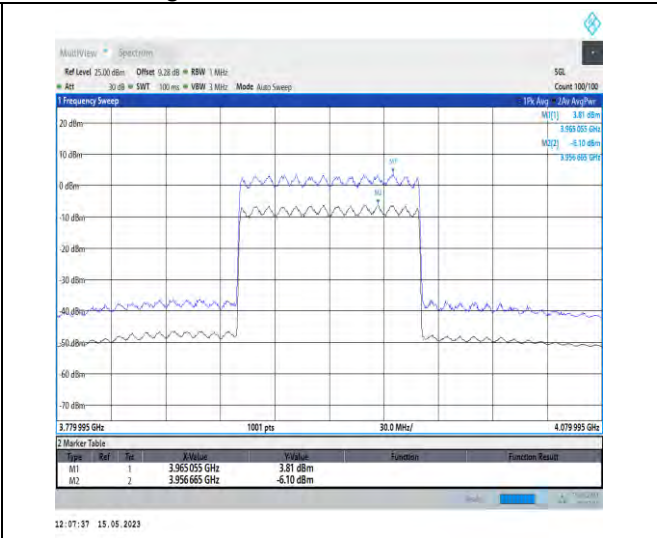 MultiView Spectrum
Ref Level 25.00 dBm Offset 9.28 dB RBW 1 MHz SGL
Att 30 dB SWT 100 ms VBW 3 MHz Mode Auto Sweep Count 100/100
1 Frequency Sweep 1Pk Avg 2Av AvgPwr
M1[1] 3.81 dBm
3.965 055 GHz
M2[2] -6.10 dBm
3.956 665 GHz
20 dBm
10 dBm
M1
0 dBm
M2
-10 dBm
-20 dBm
-30 dBm
-40 dBm
-50 dBm
-60 dBm
-70 dBm
3.779 995 GHz 1001 pts 30.0 MHz/ 4.079 995 GHz
2 Marker Table
Type Ref Trc X-Value Y-Value Function Function Result
M1 1 3.965 055 GHz 3.81 dBm
M2 2 3.956 665 GHz -6.10 dBm
12:07:37 15.05.2023